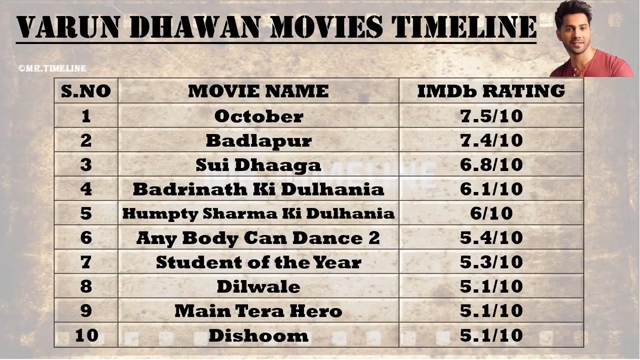 VARUN DHAWAN MOVIES TIMELINE
©MR.TIMELINE
S.NO MOVIE NAME IMDb RATING
1 October 7.5/10
2 Badlapur 7.4/10
3 Sui Dhaaga 6.8/10
4 Badrinath Ki Dulhania 6.1/10
5 Humpty Sharma Ki Dulhania 6/10
6 Any Body Can Dance 2 5.4/10
7 Student of the Year 5.3/10
8 Dilwale 5.1/10
9 Main Tera Hero 5.1/10
10 Dishoom 5.1/10